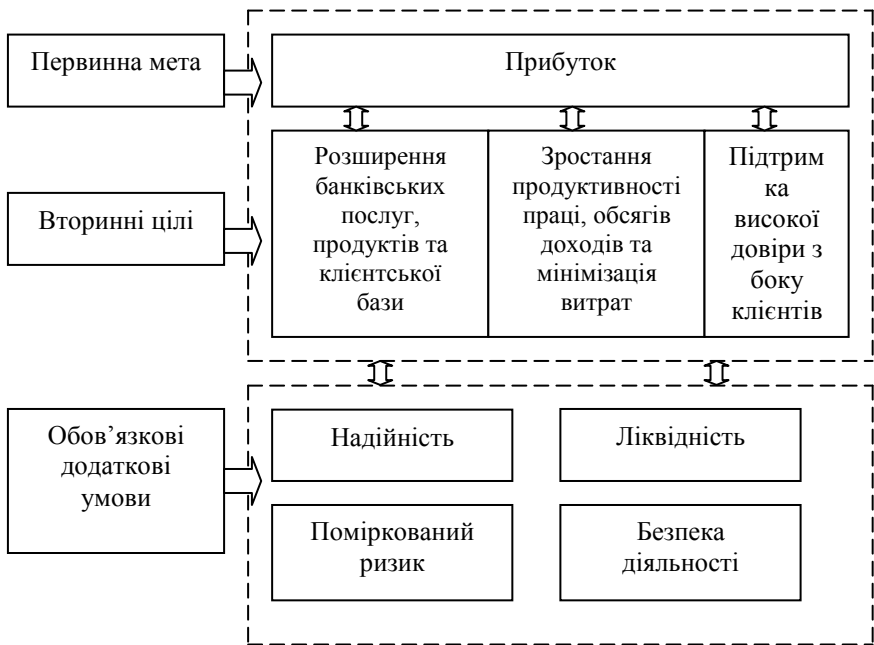 Первинна мета
Прибуток
Вторинні цілі
Розширення
банківських
послуг,
продуктів та
клієнтської
бази
Зростання
продуктивності
праці, обсягів
доходів та
мінімізація
витрат
Підтрим
ка
високої
довіри з
боку
клієнтів
Обов’язкові
додаткові
умови
Надійність
Ліквідність
Поміркований
ризик
Безпека
діяльності